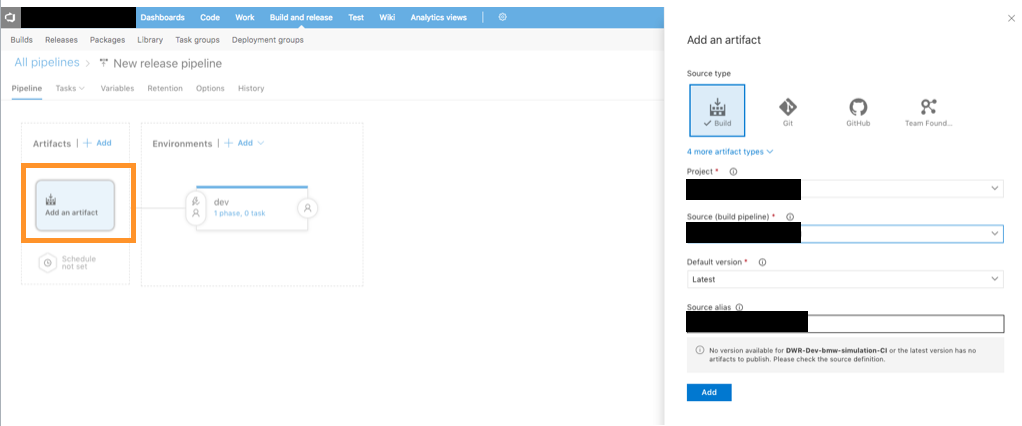 Dashboards Code Work Build and release Test Wiki Analytics views
Builds Releases Packages Library Task groups Deployment groups
All pipelines > New release pipeline
Pipeline Tasks Variables Retention Options History
Artifacts | + Add
Environments | + Add
Add an artifact
dev
1 phase, 0 task
Schedule
not set
Add an artifact
Source type
Build
Git
GitHub
Team Found...
4 more artifact types
Project *
Source (build pipeline) *
Default version *
Latest
Source alias
No version available for DWR-Dev-bmw-simulation-CI or the latest version has no
artifacts to publish. Please check the source definition.
Add